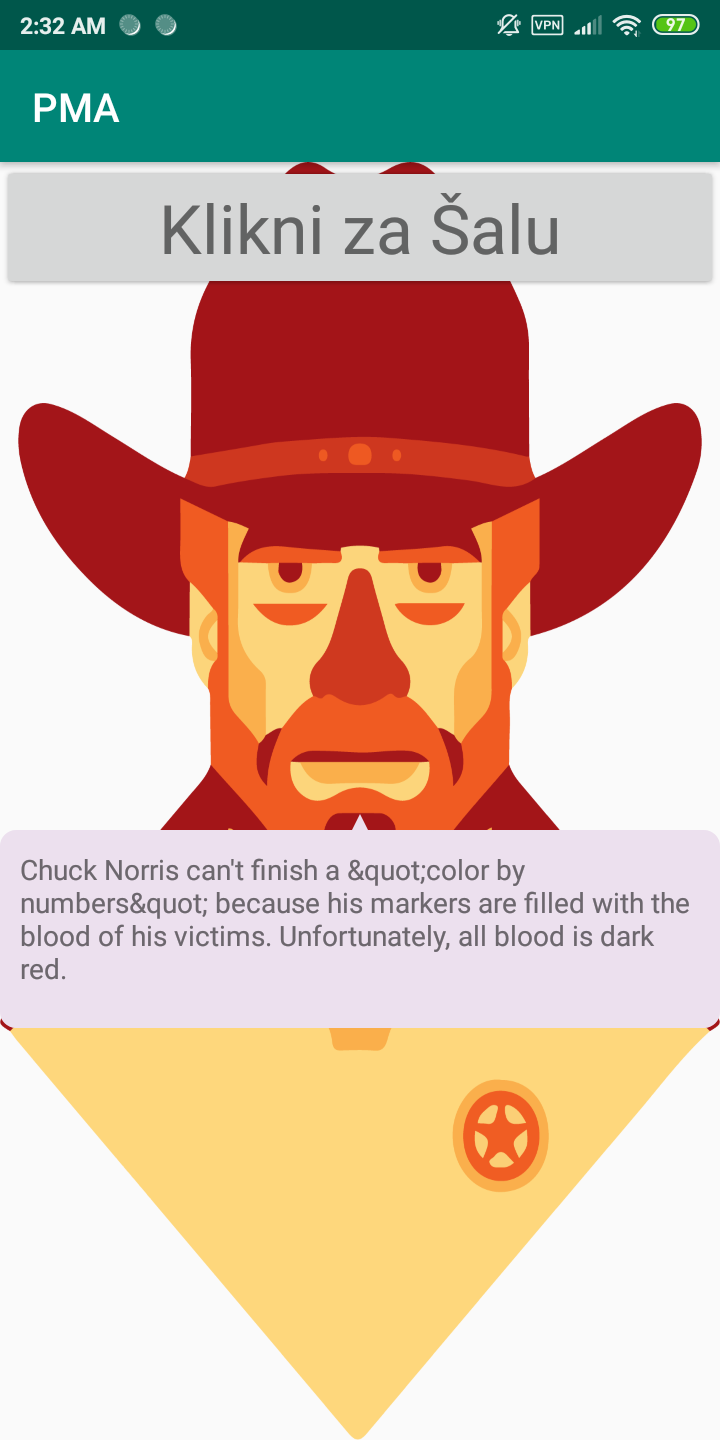 2:32 AM VPN 97
PMA
Klikni za Šalu
Chuck Norris can't finish a &quot;color by
numbers&quot; because his markers are filled with the
blood of his victims. Unfortunately, all blood is dark
red.